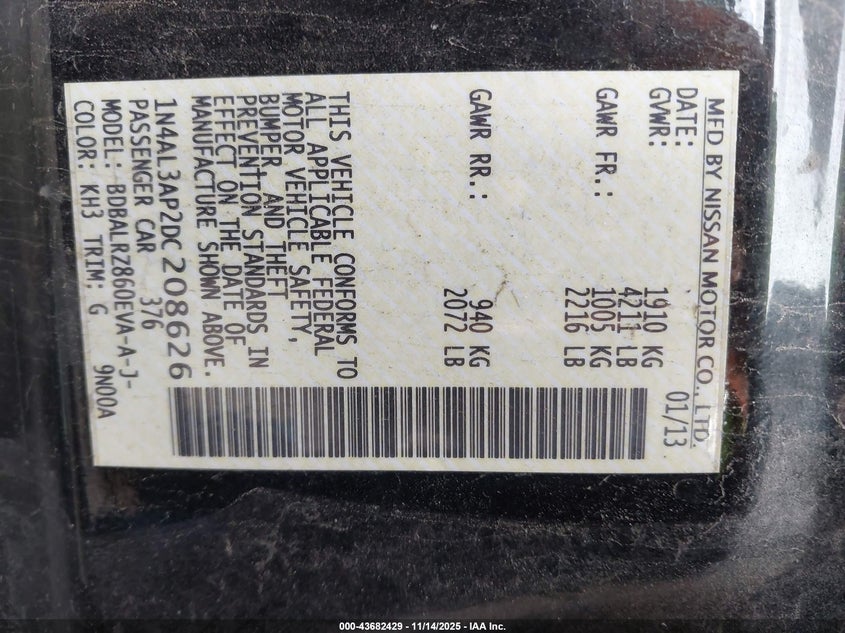 MFD BY NISSAN MOTOR CO., LTD.
DATE: 01/13
GVWR: 1910 KG
4211 LB
GAWR FR.: 1005 KG
2216 LB
GAWR RR.: 940 KG
2072 LB
THIS VEHICLE CONFORMS TO
ALL APPLICABLE FEDERAL
MOTOR VEHICLE SAFETY,
BUMPER, AND THEFT
PREVENTION STANDARDS IN
EFFECT ON THE DATE OF
MANUFACTURE SHOWN ABOVE.
1N4AL3AP2DC208626
PASSENGER CAR 376
MODEL: BDBALRZ860EVA-A-J-
COLOR: KH3 TRIM; G 9N00A
000-43682429 - 11/14/2025 - IAA Inc.